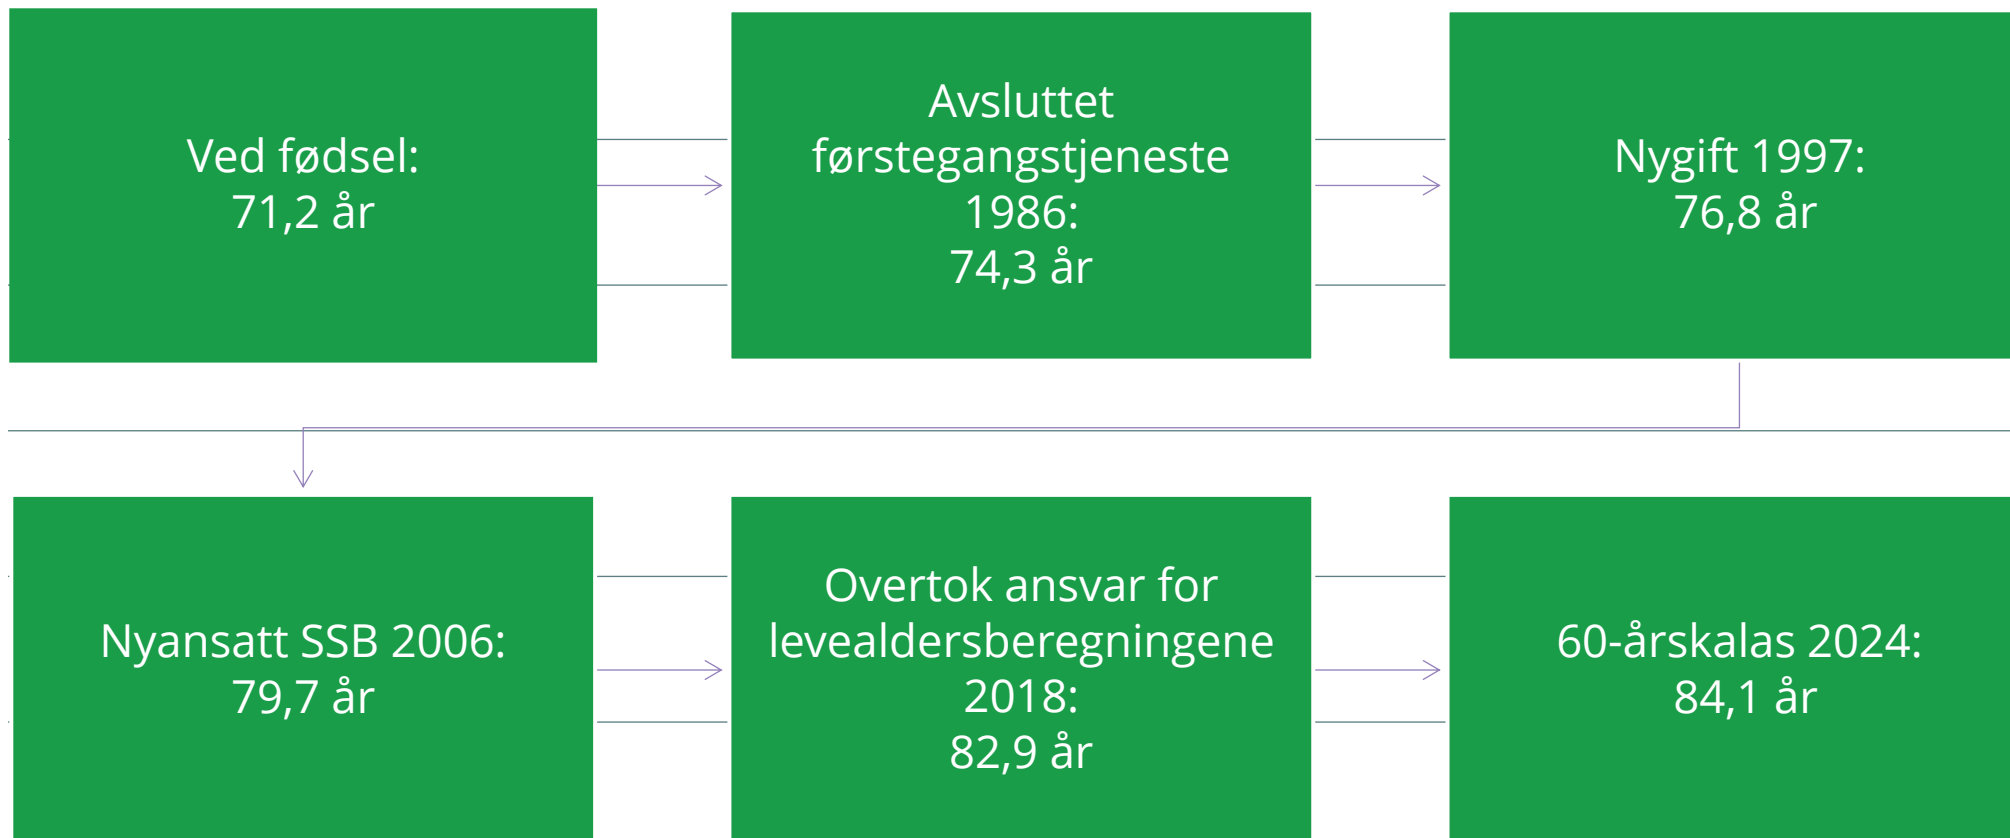 Ved fødsel:
71,2 år
Avsluttet
førstegangstjeneste
1986:
74,3 år
Nygift 1997:
76,8 år
Nyansatt SSB 2006:
79,7 år
Overtok ansvar for
levealdersberegningene
2018:
82,9 år
60-årskalas 2024:
84,1 år